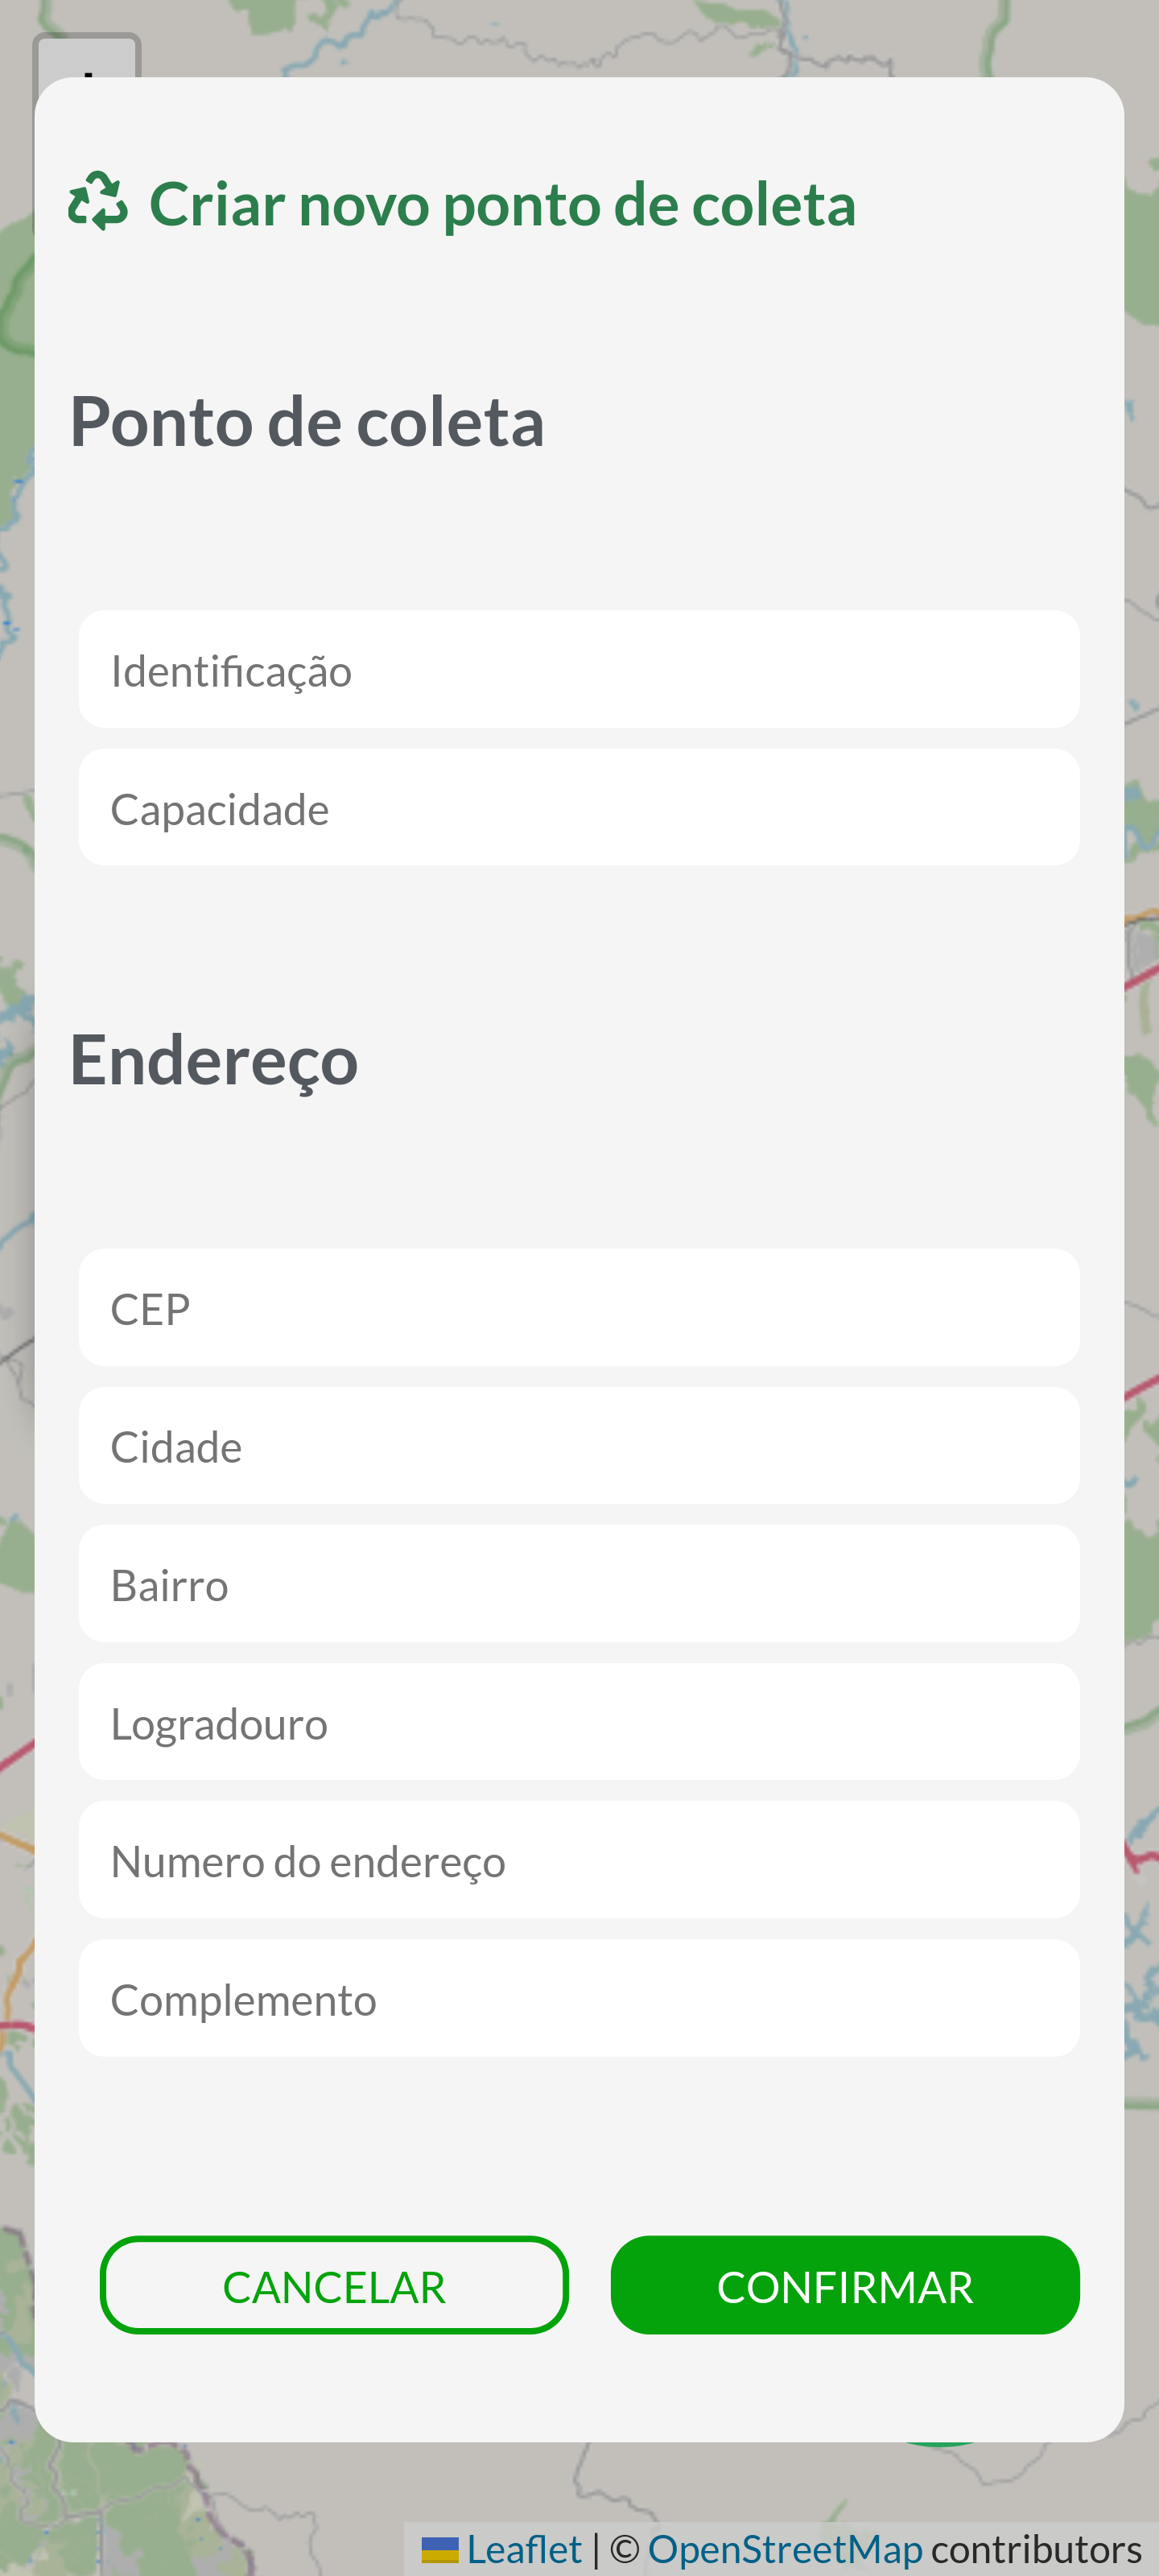 Criar novo ponto de coleta
Ponto de coleta
Identificação
Capacidade
Endereço
CEP
Cidade
Bairro
Logradouro
Numero do endereço
Complemento
CANCELAR
CONFIRMAR
Leaflet | © OpenStreetMap contributors